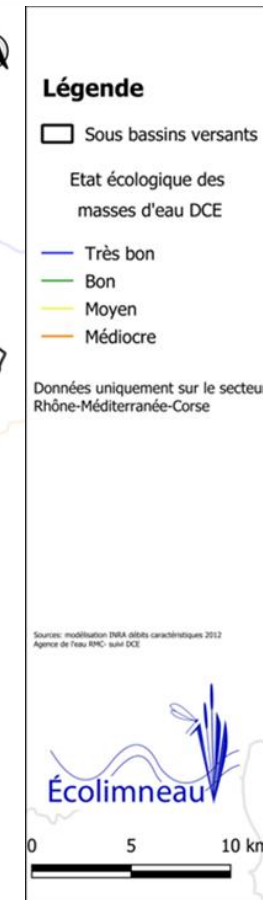 Légende
Sous bassins versants
Etat écologique des
masses d'eau DCE
Très bon
Bon
Moyen
Médiocre
Données uniquement sur le secteur
Rhône-Méditerranée-Corse
Sources: modélisation INRA débits caractéristiques 2012
Agence de l'eau RMC- suivi DCE
Écolimneau
0 5 10 km